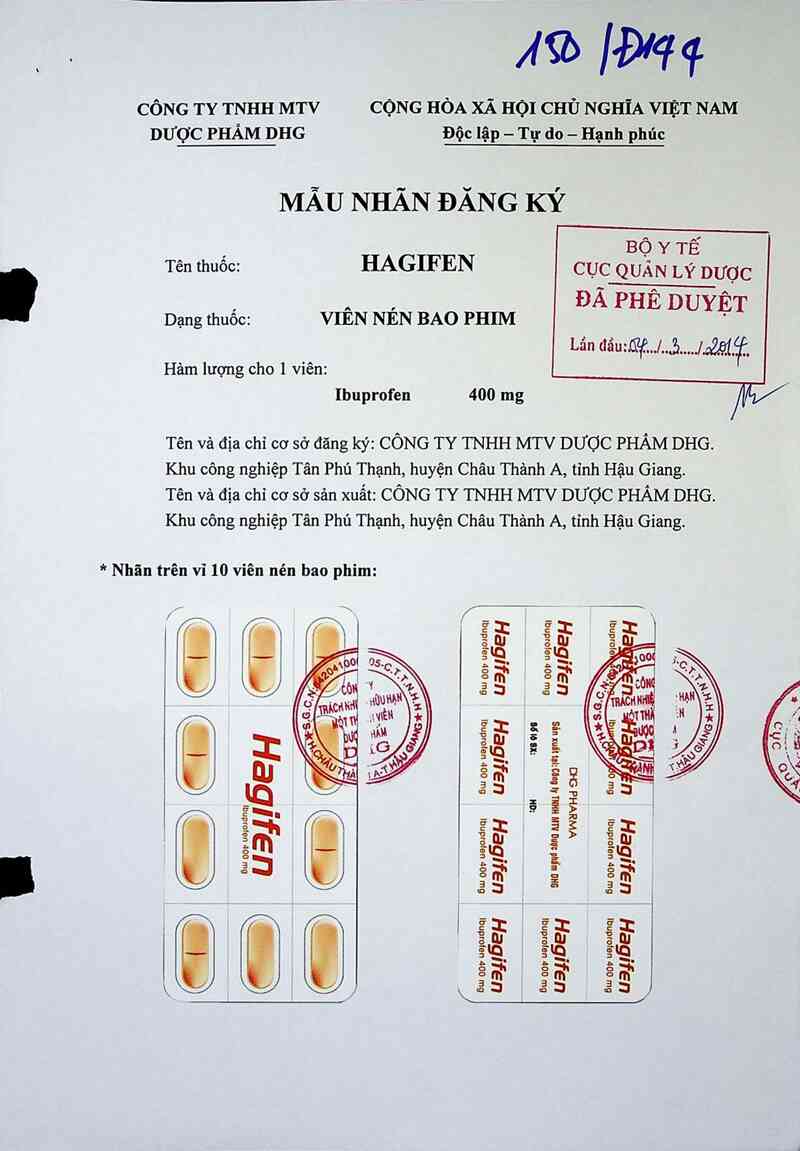 150 /Đ144
CÔNG TY TNHH MTV
DƯỢC PHẨM DHG
CỘNG HÒA XÃ HỘI CHỦ NGHĨA VIỆT NAM
Độc lập – Tự do – Hạnh phúc
MẪU NHÃN ĐĂNG KÝ
BỘ Y TẾ
CỤC QUẢN LÝ DƯỢC
ĐÃ PHÊ DUYỆT
Lần đầu:04/3/2014
Tên thuốc: HAGIFEN
Dạng thuốc: VIÊN NÉN BAO PHIM
Hàm lượng cho 1 viên:
Ibuprofen 400 mg
Tên và địa chỉ cơ sở đăng ký: CÔNG TY TNHH MTV DƯỢC PHẨM DHG.
Khu công nghiệp Tân Phú Thạnh, huyện Châu Thành A, tỉnh Hậu Giang.
Tên và địa chỉ cơ sở sản xuất: CÔNG TY TNHH MTV DƯỢC PHẨM DHG.
Khu công nghiệp Tân Phú Thạnh, huyện Châu Thành A, tỉnh Hậu Giang.
* Nhãn trên vỉ 10 viên nén bao phim:
Hagifen
Ibuprofen 400 mg
Hagifen
Ibuprofen 400 mg
Hagifen
Ibuprofen 400 mg
Hagifen
Ibuprofen 400 mg
Hagifen
Ibuprofen 400 mg
DHG PHARMA
Sản xuất tại: Công ty TNHH MTV Dược phẩm DHG
Số lô SX: HD:
Hagifen
Ibuprofen 400 mg
Hagifen
Ibuprofen 400 mg
Hagifen
Ibuprofen 400 mg
Hagifen
Ibuprofen 400 mg
Hagifen
Ibuprofen 400 mg
Hagifen
Ibuprofen 400 mg
CỤC